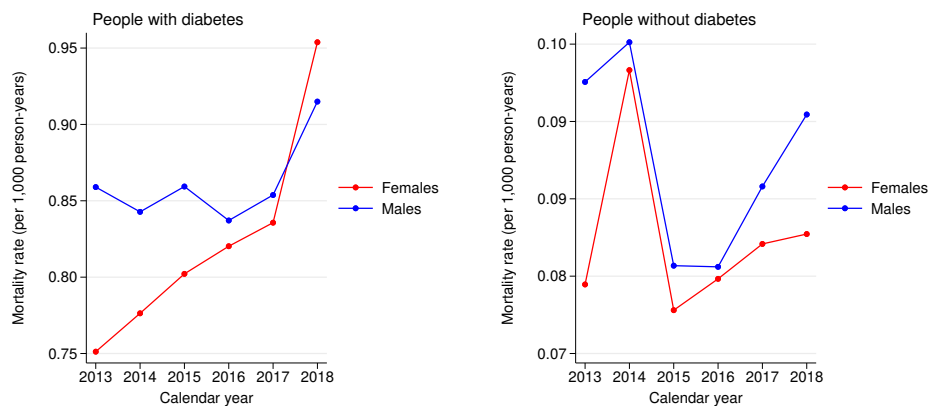 People with diabetes
Mortality rate (per 1,000 person-years)
0.95
0.90
0.85
0.80
0.75
2013 2014 2015 2016 2017 2018
Calendar year
Females
Males
People without diabetes
Mortality rate (per 1,000 person-years)
0.10
0.09
0.09
0.08
0.07
2013 2014 2015 2016 2017 2018
Calendar year
Females
Males